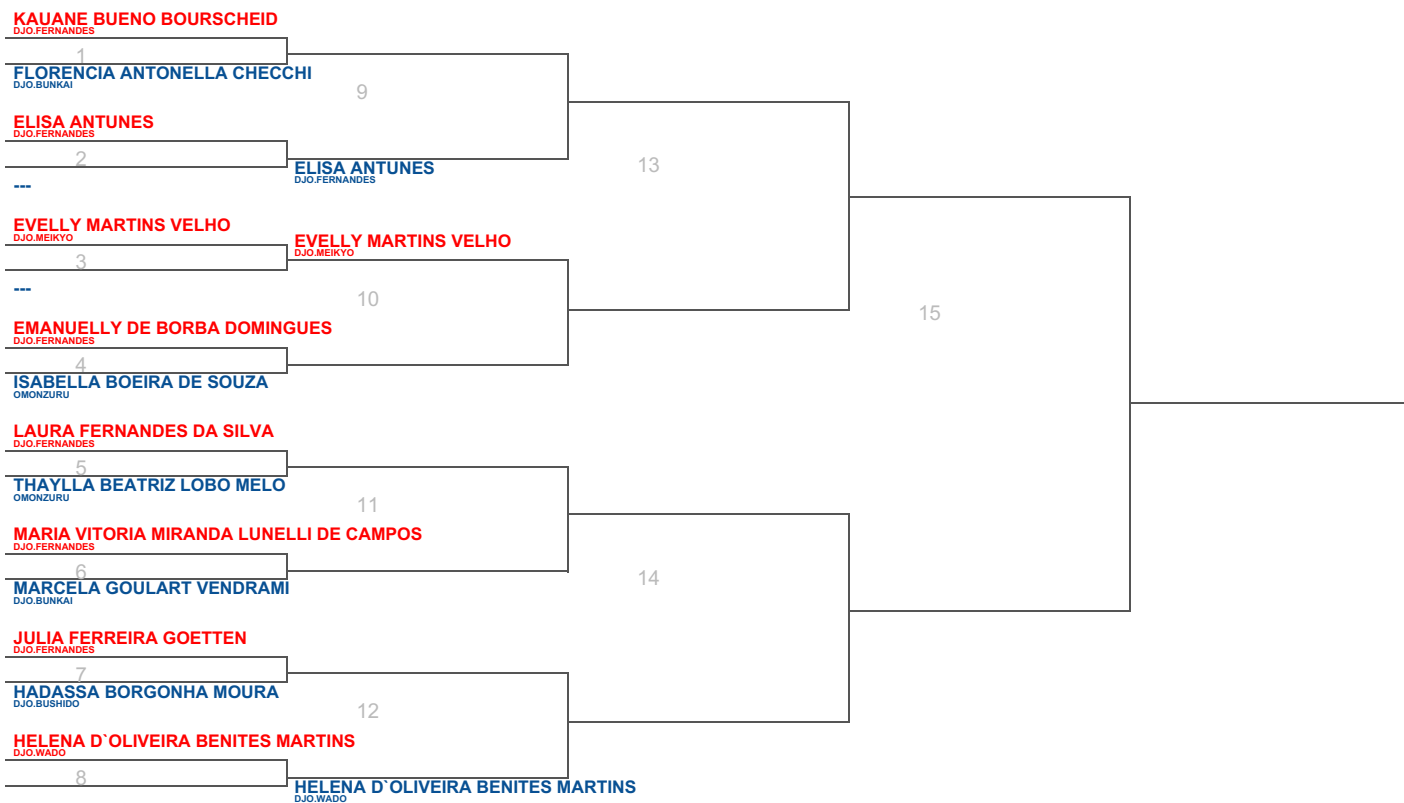 KAUANE BUENO BOURSCHEID
DJO.FERNANDES
1
FLORENCIA ANTONELLA CHECCHI
DJO.BUNKAI
9
ELISA ANTUNES
DJO.FERNANDES
2
---
ELISA ANTUNES
DJO.FERNANDES
13
EVELLY MARTINS VELHO
DJO.MEIKYO
3
---
EVELLY MARTINS VELHO
DJO.MEIKYO
10
15
EMANUELLY DE BORBA DOMINGUES
DJO.FERNANDES
4
ISABELLA BOEIRA DE SOUZA
OMONZURU
LAURA FERNANDES DA SILVA
DJO.FERNANDES
5
THAYLLA BEATRIZ LOBO MELO
OMONZURU
11
MARIA VITORIA MIRANDA LUNELLI DE CAMPOS
DJO.FERNANDES
6
MARCELA GOULART VENDRAMI
DJO.BUNKAI
14
JULIA FERREIRA GOETTEN
DJO.FERNANDES
7
HADASSA BORGONHA MOURA
DJO.BUSHIDO
12
HELENA D`OLIVEIRA BENITES MARTINS
DJO.WADO
8
HELENA D`OLIVEIRA BENITES MARTINS
DJO.WADO